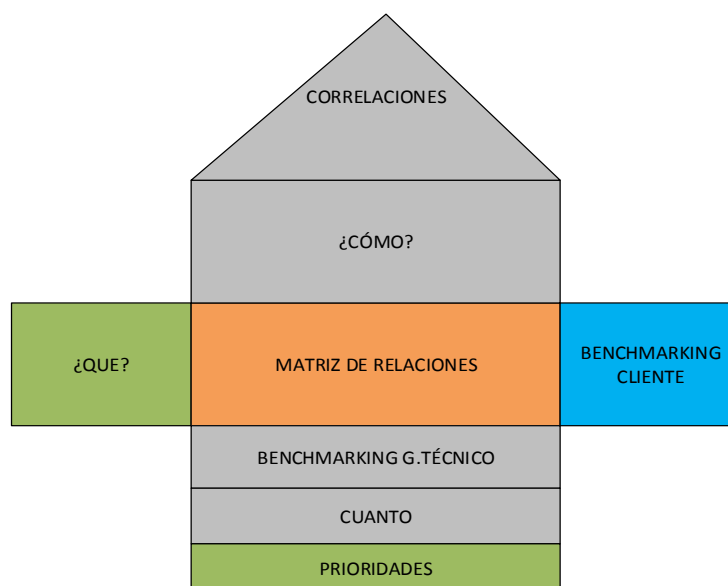 CORRELACIONES
¿CÓMO?
¿QUE?
MATRIZ DE RELACIONES
BENCHMARKING
CLIENTE
BENCHMARKING G.TÉCNICO
CUANTO
PRIORIDADES